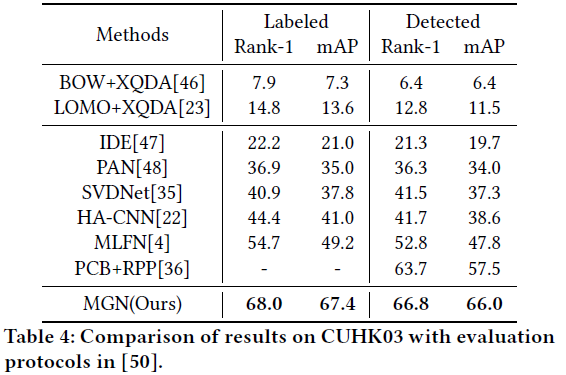 Methods Labeled Detected
Rank-1 mAP Rank-1 mAP
BOW+XQDA[46] 7.9 7.3 6.4 6.4
LOMO+XQDA[23] 14.8 13.6 12.8 11.5
IDE[47] 22.2 21.0 21.3 19.7
PAN[48] 36.9 35.0 36.3 34.0
SVDNet[35] 40.9 37.8 41.5 37.3
HA-CNN[22] 44.4 41.0 41.7 38.6
MLFN[4] 54.7 49.2 52.8 47.8
PCB+RPP[36] - - 63.7 57.5
MGN(Ours) 68.0 67.4 66.8 66.0
Table 4: Comparison of results on CUHK03 with evaluation
protocols in [50].